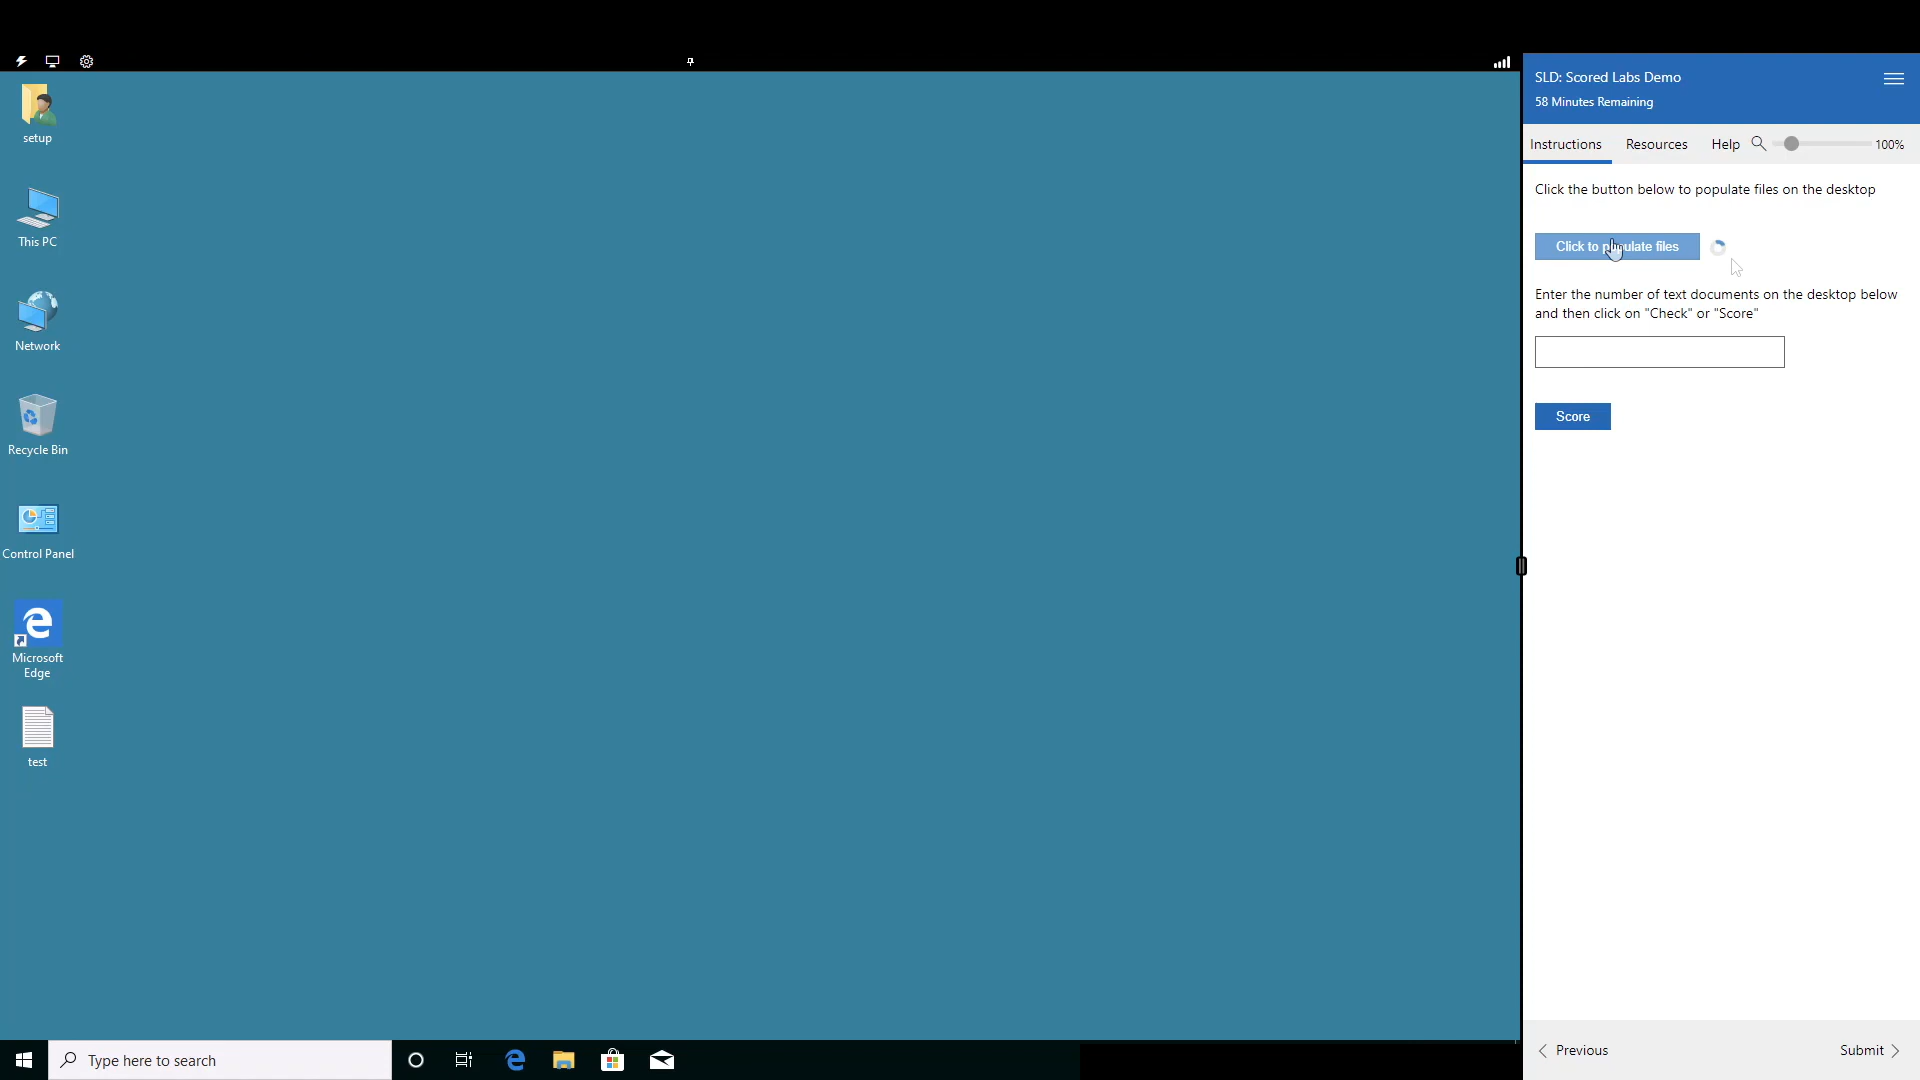 setup
This PC
Network
Recycle Bin
Control Panel
Microsoft
Edge
test
Type here to search
SLD: Scored Labs Demo
58 Minutes Remaining
Instructions Resources Help 100%
Click the button below to populate files on the desktop
Click to populate files
Enter the number of text documents on the desktop below
and then click on "Check" or "Score"
Score
Previous Submit